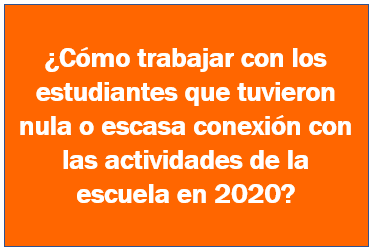 ¿Cómo trabajar con los
estudiantes que tuvieron
nula o escasa conexión con
las actividades de la
escuela en 2020?